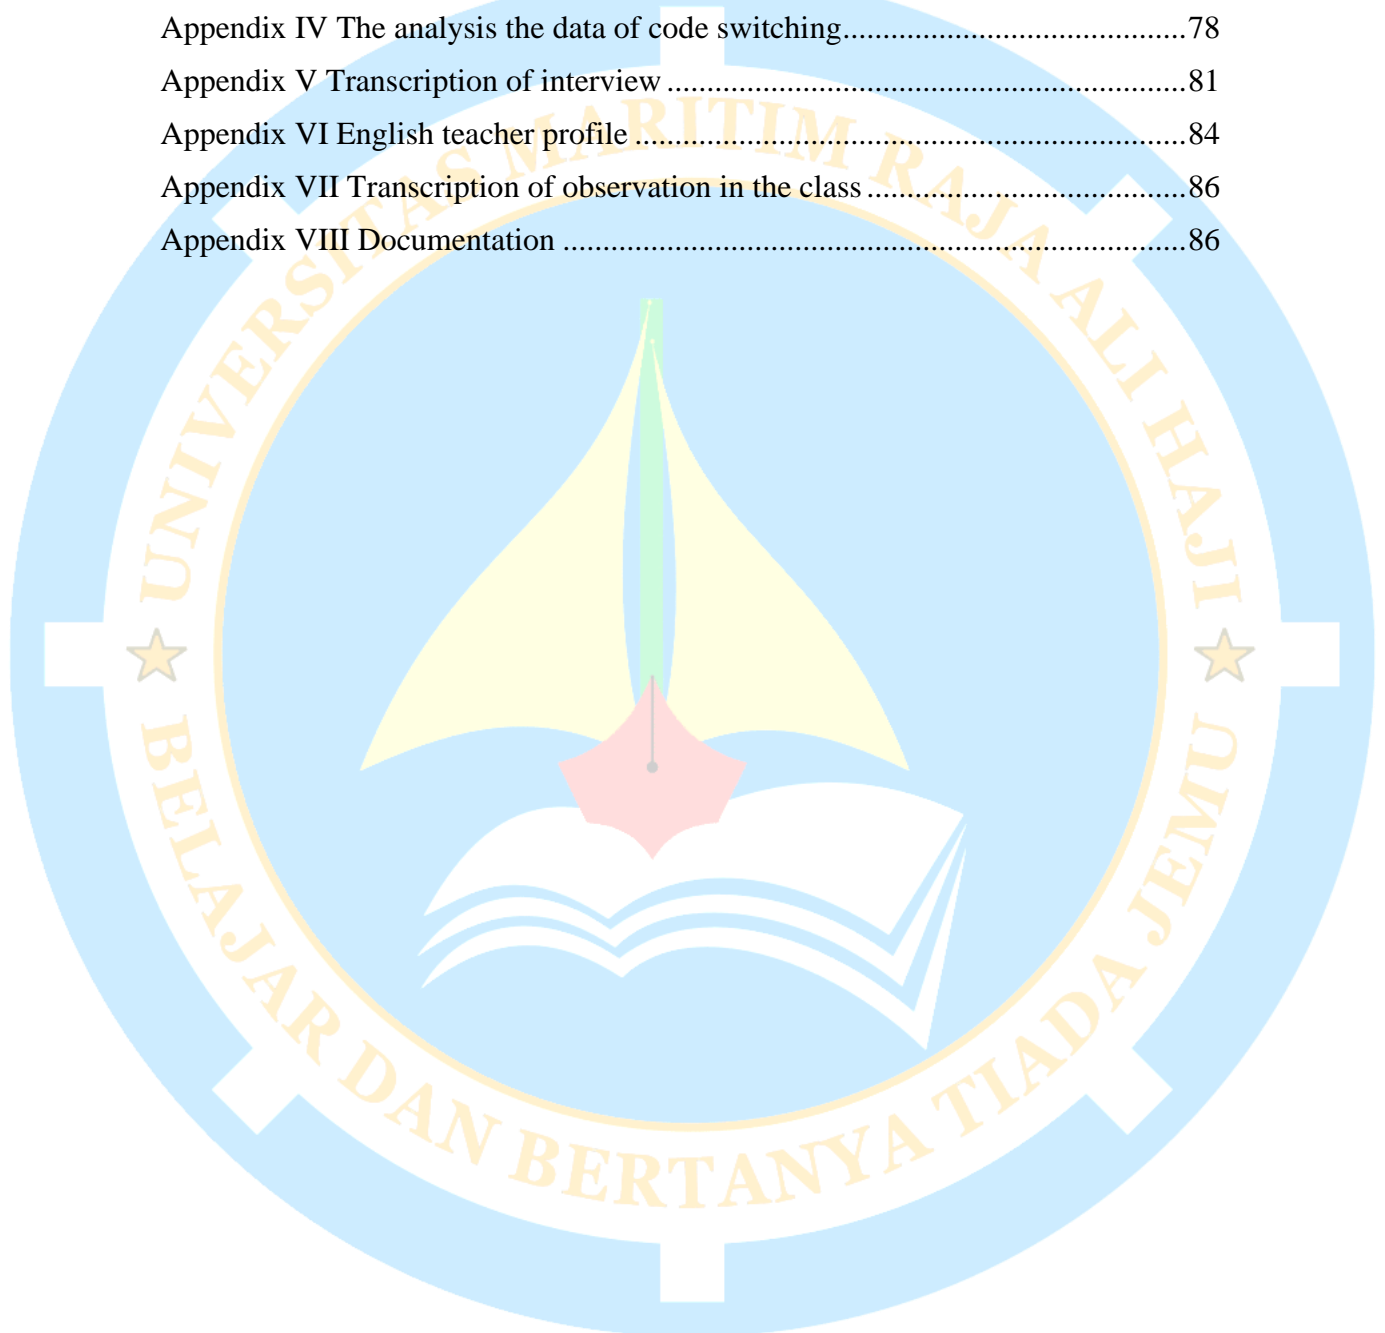 Appendix IV The analysis the data of code switching...........................................78
Appendix V Transcription of interview.................................................................81
Appendix VI English teacher profile.....................................................................84
Appendix VII Transcription of observation in the class........................................86
Appendix VIII Documentation..............................................................................86
UNIVERSITAS MARITIM RAJA ALI HAJI
BELAJAR DAN BERTANYA TIADA JEMU